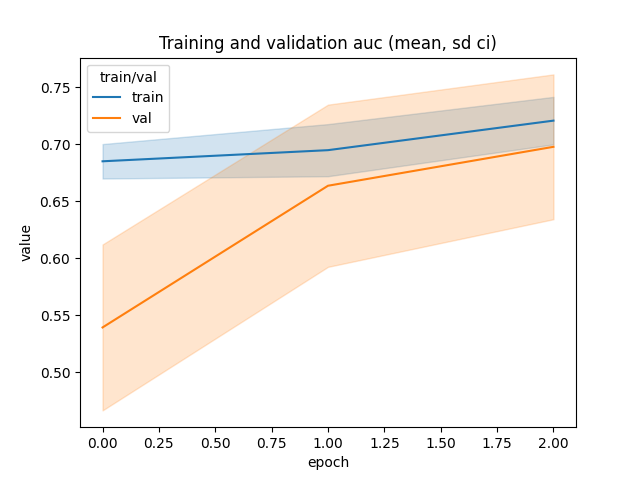 Training and validation auc (mean, sd ci)
train/val
train
val
0.75
0.70
0.65
0.60
0.55
0.50
value
0.00 0.25 0.50 0.75 1.00 1.25 1.50 1.75 2.00
epoch